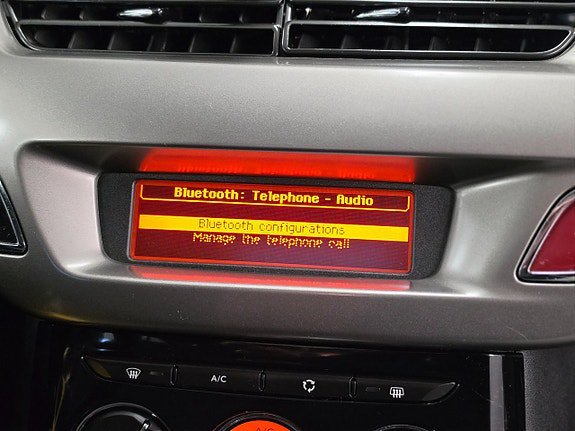 Bluetooth: Telephone - Audio
Bluetooth configurations
Manage the telephone call
A/C
A/C